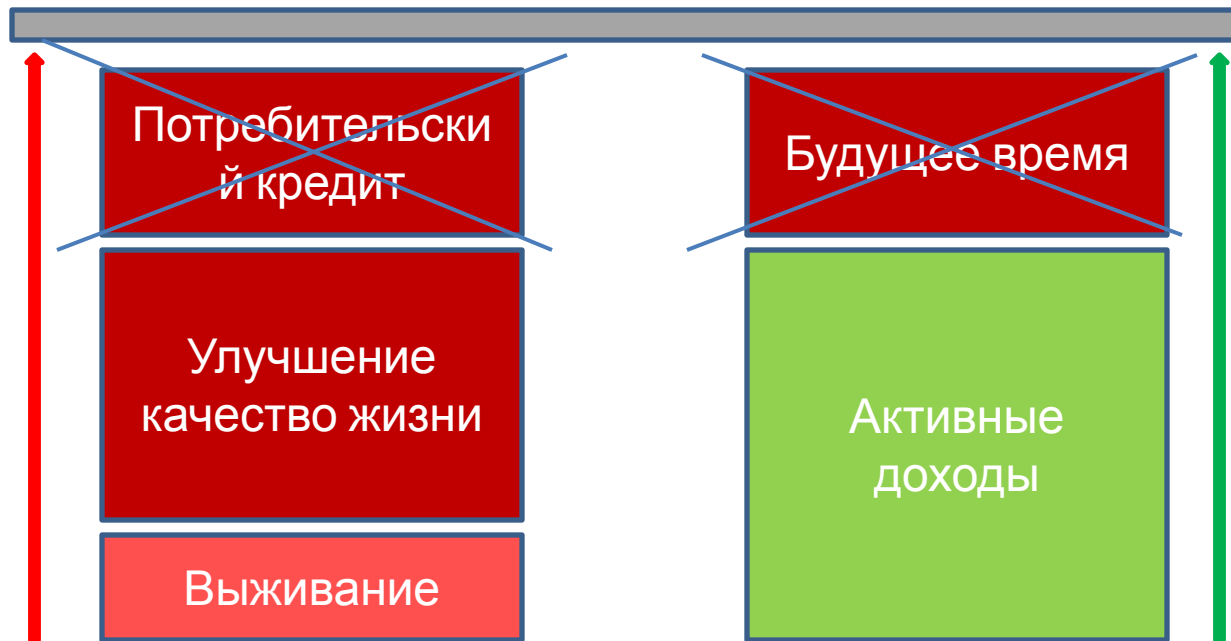 Потребительски
й кредит
Будущее время
Улучшение
качество жизни
Активные
доходы
Выживание